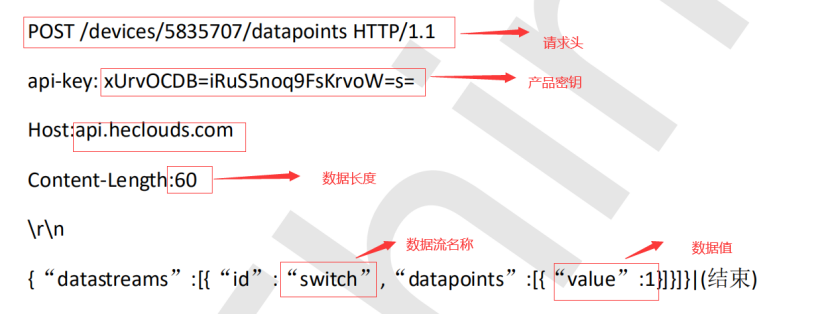 POST /devices/5835707/datapoints HTTP/1.1
请求头
api-key: xUrvOCDB=iRuS5noq9FsKrvoW=s=
产品密钥
Host:api.heclouds.com
Content-Length:60
数据长度
\r\n
数据流名称
数据值
{“datastreams”:[{“id”:“switch”,“datapoints”:[{“value”:1}]}]}|(结束)